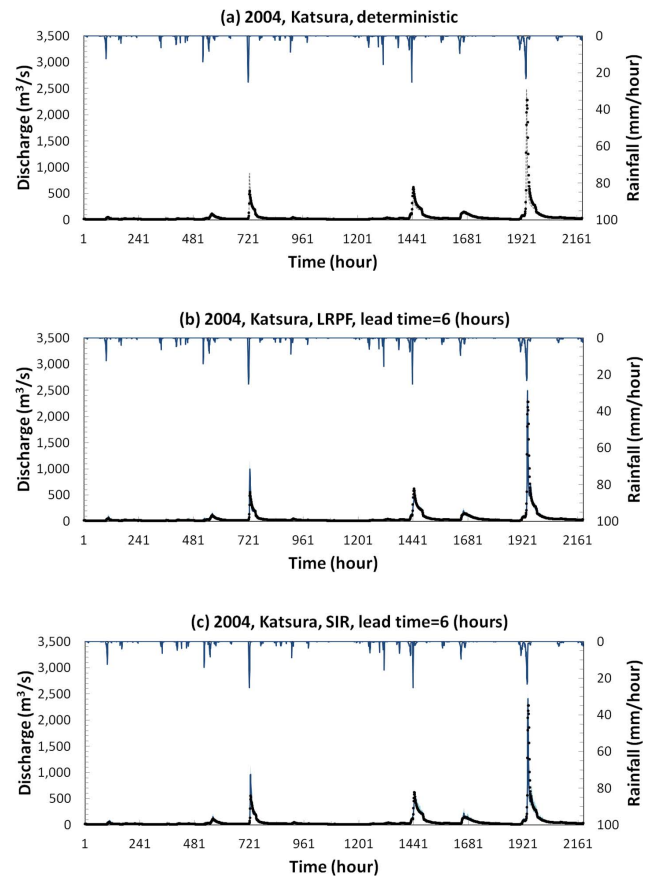 (a) 2004, Katsura, deterministic
3,500
3,000
2,500
2,000
1,500
1,000
500
0
Discharge (m³/s)
0
20
40
60
80
100
Rainfall (mm/hour)
1 241 481 721 961 1201 1441 1681 1921 2161
Time (hour)
(b) 2004, Katsura, LRPF, lead time=6 (hours)
3,500
3,000
2,500
2,000
1,500
1,000
500
0
Discharge (m³/s)
0
20
40
60
80
100
Rainfall (mm/hour)
1 241 481 721 961 1201 1441 1681 1921 2161
Time (hour)
(c) 2004, Katsura, SIR, lead time=6 (hours)
3,500
3,000
2,500
2,000
1,500
1,000
500
0
Discharge (m³/s)
0
20
40
60
80
100
Rainfall (mm/hour)
1 241 481 721 961 1201 1441 1681 1921 2161
Time (hour)